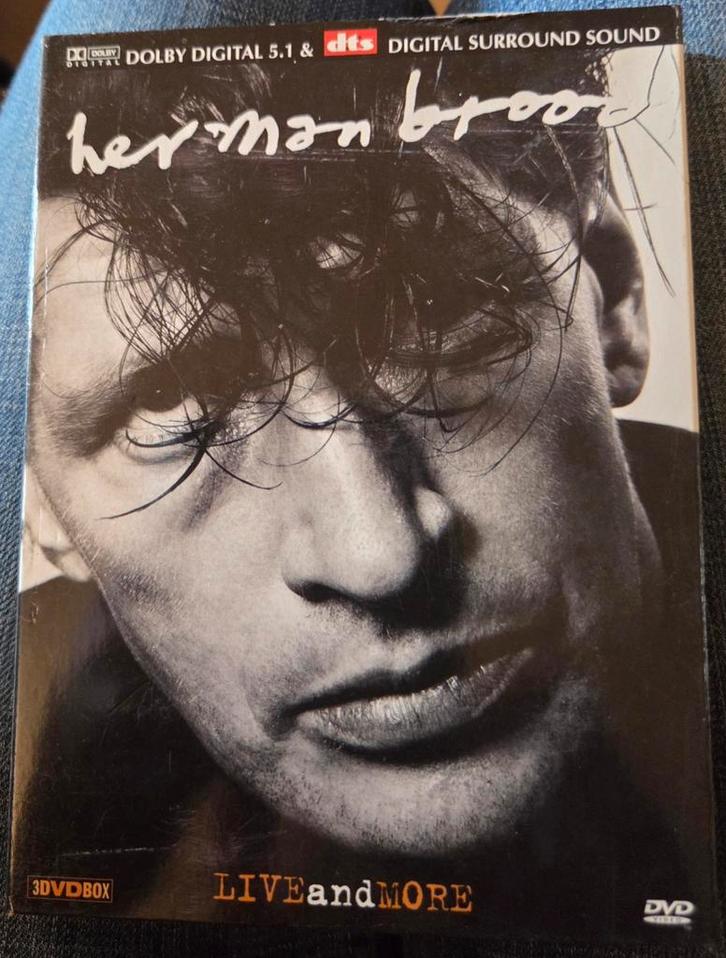 DOLBY DIGITAL DOLBY DIGITAL 5.1 & dts DIGITAL SURROUND SOUND
herman brood
3DVDBOX
LIVEandMORE
DVD
VIDEO